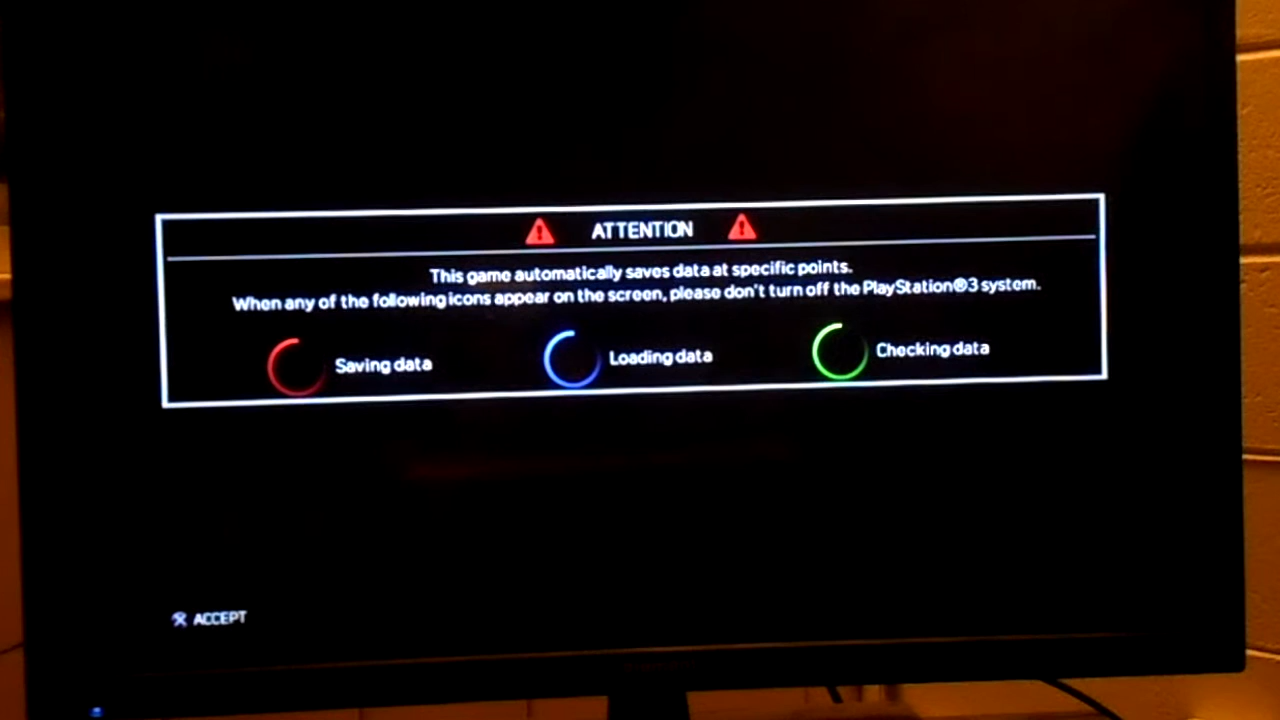 ATTENTION
This game automatically saves data at specific points.
When any of the following icons appear on the screen, please don't turn off the PlayStation®3 system.
Saving data
Loading data
Checking data
ACCEPT